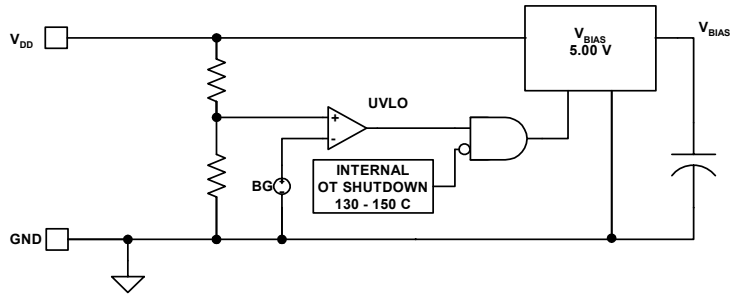 V_DD
V_BIAS
5.00 V
V_BIAS
UVLO
+
-
BG
+
-
INTERNAL
OT SHUTDOWN
130 - 150 C
GND